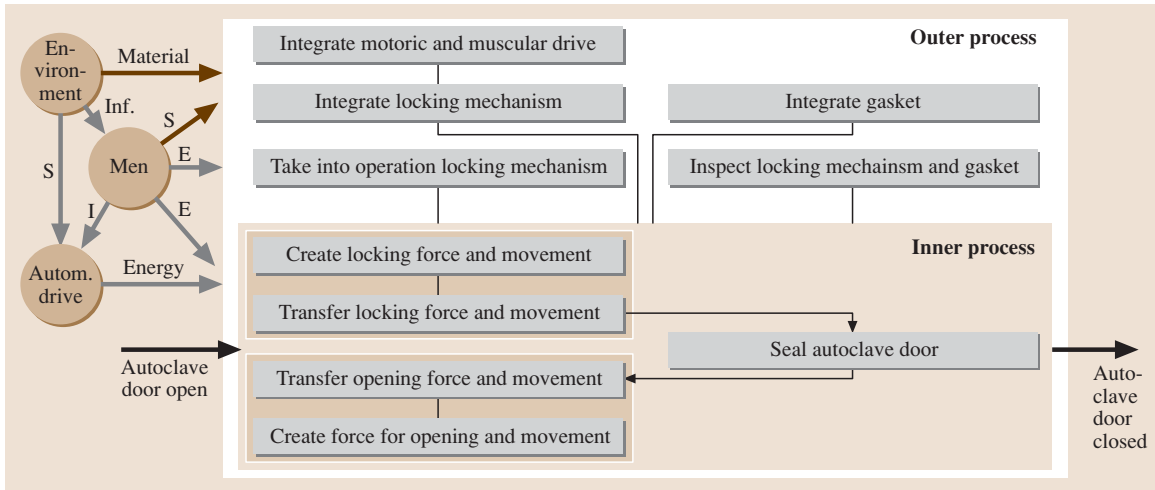 En-
viron-
ment
Material
Inf.
S
Men
E
S
I
E
Autom.
drive
Energy
Autoclave
door open
Outer process
Integrate motoric and muscular drive
Integrate locking mechanism
Integrate gasket
Take into operation locking mechanism
Inspect locking mechainsm and gasket
Inner process
Create locking force and movement
Transfer locking force and movement
Seal autoclave door
Transfer opening force and movement
Create force for opening and movement
Auto-
clave
door
closed